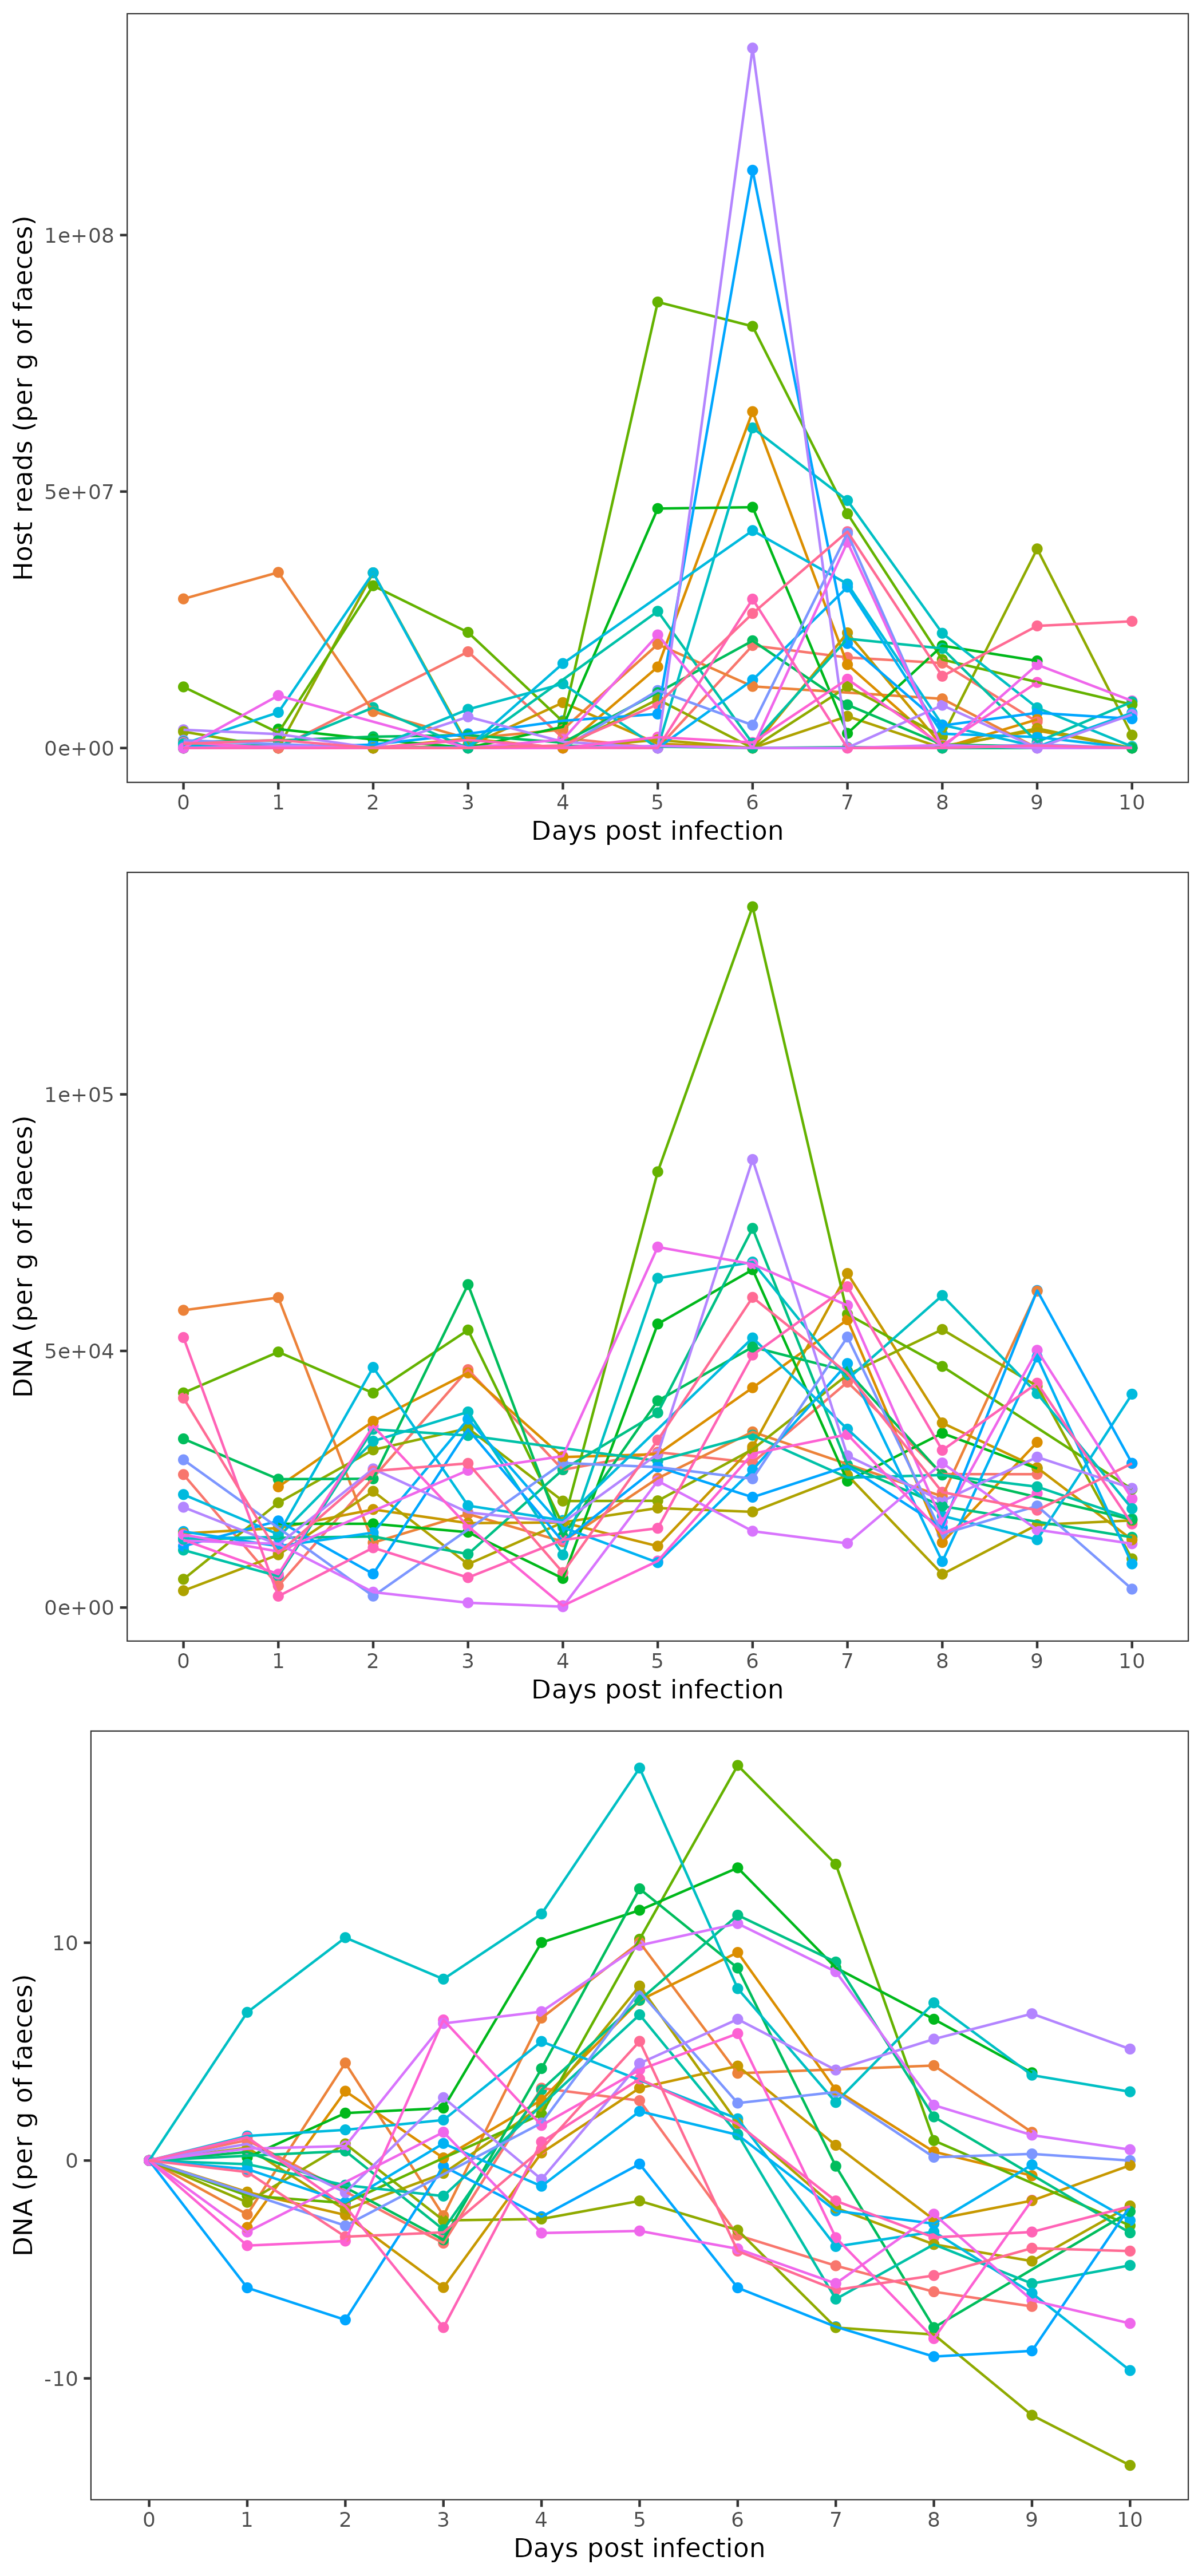 Host reads (per g of faeces)
1e+08
5e+07
0e+00
0 1 2 3 4 5 6 7 8 9 10
Days post infection
DNA (per g of faeces)
1e+05
5e+04
0e+00
0 1 2 3 4 5 6 7 8 9 10
Days post infection
DNA (per g of faeces)
10
0
-10
0 1 2 3 4 5 6 7 8 9 10
Days post infection